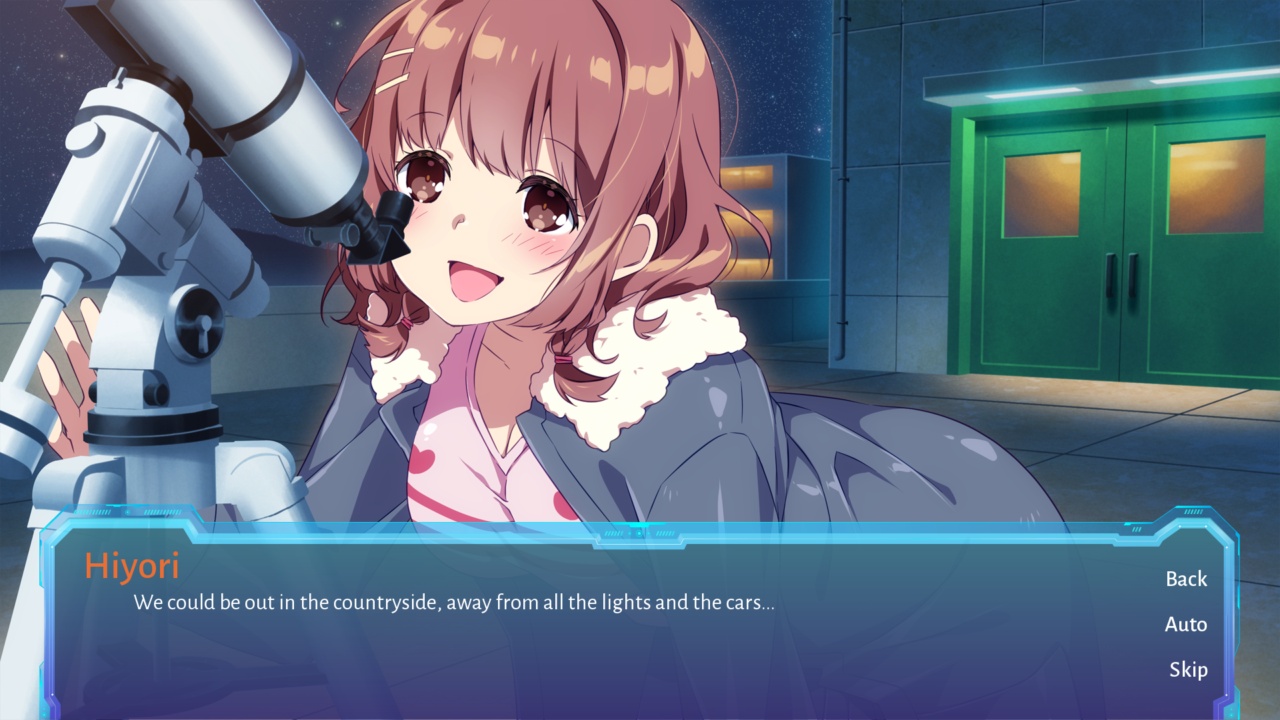 Hiyori
We could be out in the countryside, away from all the lights and the cars...
Back
Auto
Skip